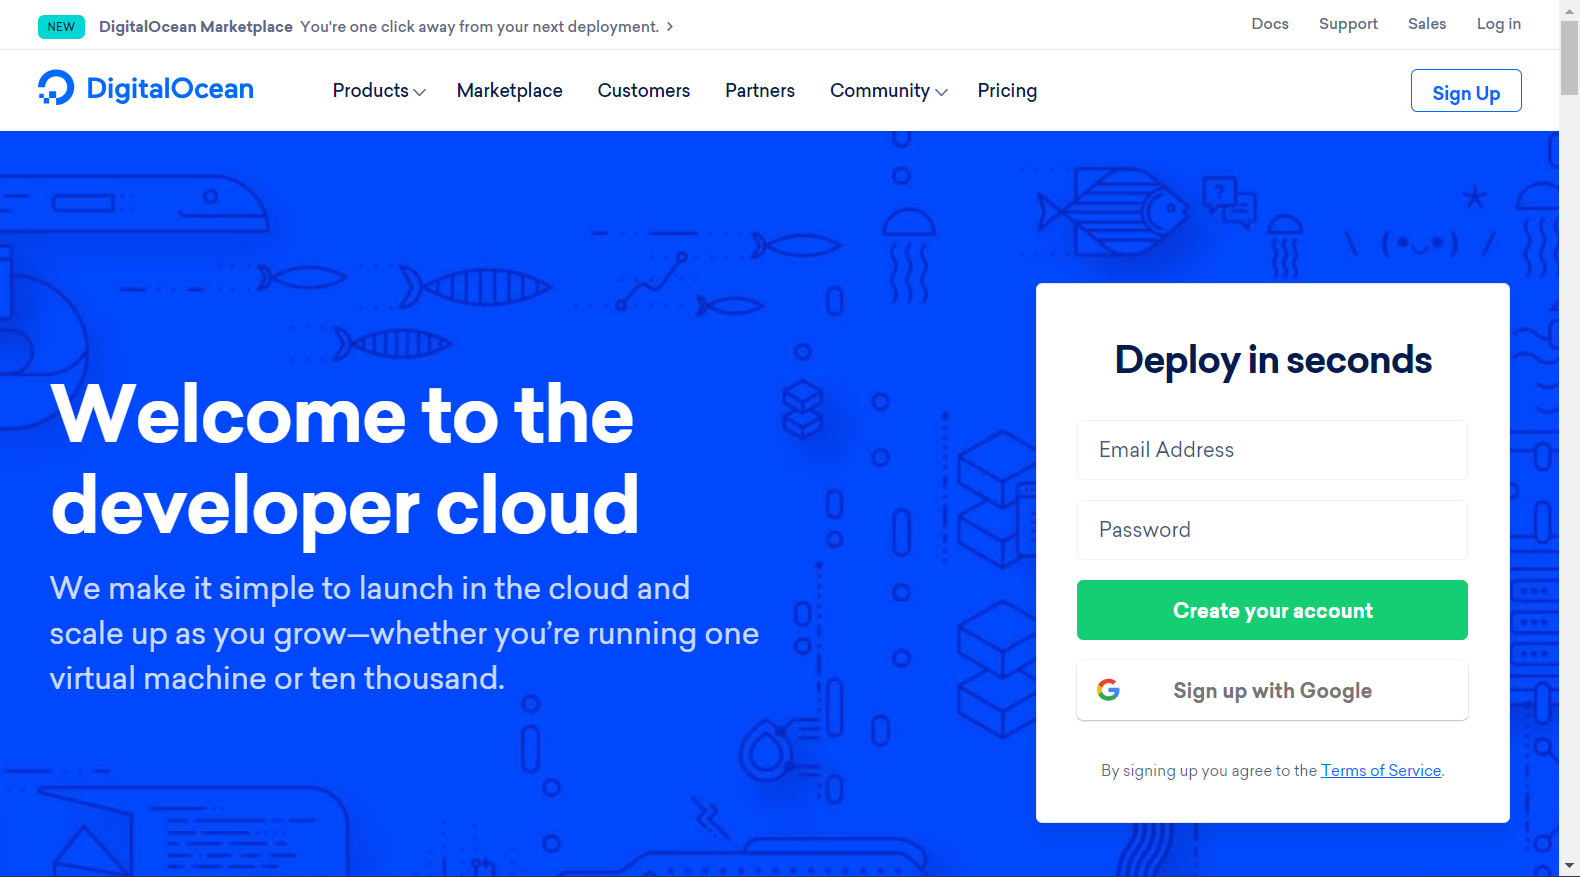 NEW DigitalOcean Marketplace You're one click away from your next deployment.
Docs Support Sales Log in
DigitalOcean Products Marketplace Customers Partners Community Pricing Sign Up
Welcome to the
developer cloud
We make it simple to launch in the cloud and
scale up as you grow—whether you’re running one
virtual machine or ten thousand.
Deploy in seconds
Email Address
Password
Create your account
Sign up with Google
By signing up you agree to the Terms of Service.